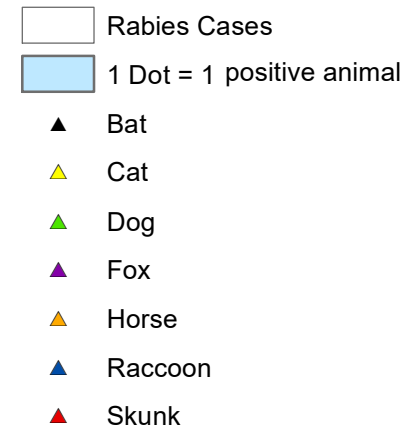 Rabies Cases
1 Dot = 1 positive animal
Bat
Cat
Dog
Fox
Horse
Raccoon
Skunk